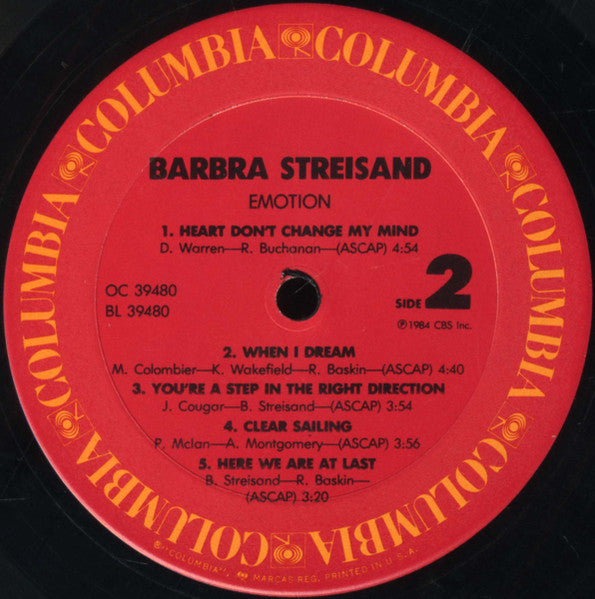 COLUMBIA COLUMBIA COLUMBIA COLUMBIA COLUMBIA COLUMBIA
BARBRA STREISAND
EMOTION
1. HEART DON'T CHANGE MY MIND
D. Warren—R. Buchanan—(ASCAP) 4:54
OC 39480
BL 39480
SIDE 2
℗1984 CBS Inc.
2. WHEN I DREAM
M. Colombier—K. Wakefield—R. Baskin—(ASCAP) 4:40
3. YOU'RE A STEP IN THE RIGHT DIRECTION
J. Cougar—B. Streisand—(ASCAP) 3:54
4. CLEAR SAILING
P. McIan—A. Montgomery—(ASCAP) 3:56
5. HERE WE ARE AT LAST
B. Streisand—R. Baskin—
(ASCAP) 3:20
®"COLUMBIA", MARCAS REG. PRINTED IN U.S.A.